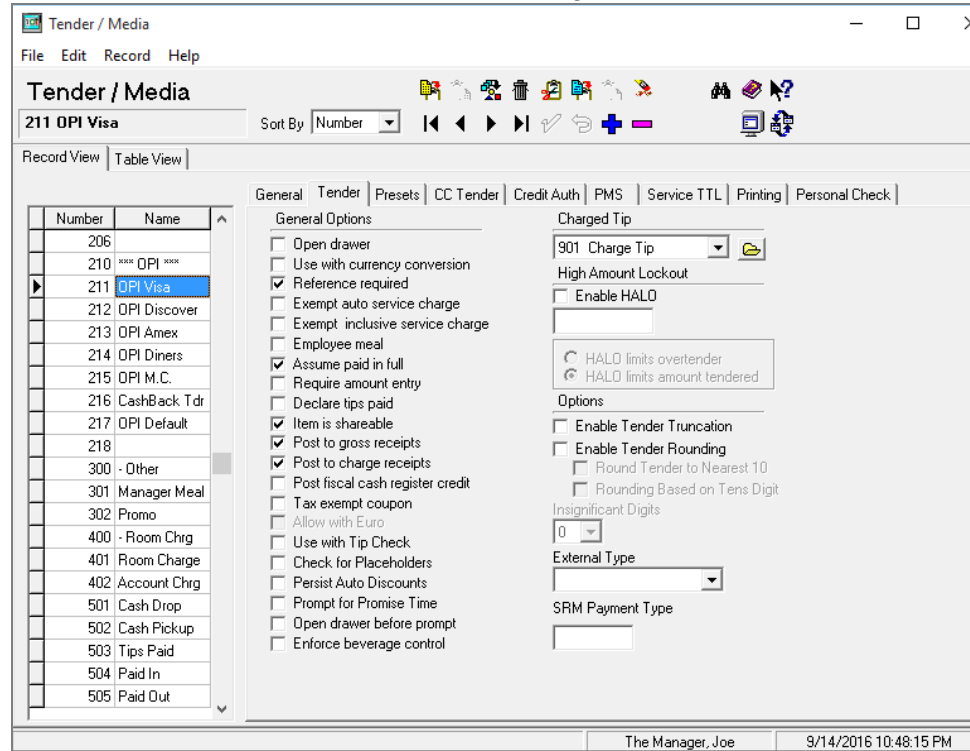 Tender / Media
File Edit Record Help
Tender / Media
211 OPI Visa
Sort By Number
Record View Table View
General Tender Presets CC Tender Credit Auth PMS Service TTL Printing Personal Check
Number Name
206
210 *** OPI ***
211 OPI Visa
212 OPI Discover
213 OPI Amex
214 OPI Diners
215 OPI M.C.
216 CashBack Tdr
217 OPI Default
218
300 - Other
301 Manager Meal
302 Promo
400 - Room Chrg
401 Room Charge
402 Account Chrg
501 Cash Drop
502 Cash Pickup
503 Tips Paid
504 Paid In
505 Paid Out
General Options
Open drawer
Use with currency conversion
Reference required
Exempt auto service charge
Exempt inclusive service charge
Employee meal
Assume paid in full
Require amount entry
Declare tips paid
Item is shareable
Post to gross receipts
Post to charge receipts
Post fiscal cash register credit
Tax exempt coupon
Allow with Euro
Use with Tip Check
Check for Placeholders
Persist Auto Discounts
Prompt for Promise Time
Open drawer before prompt
Enforce beverage control
Charged Tip
901 Charge Tip
High Amount Lockout
Enable HALO
HALO limits overtender
HALO limits amount tendered
Options
Enable Tender Truncation
Enable Tender Rounding
Round Tender to Nearest 10
Rounding Based on Tens Digit
Insignificant Digits
0
External Type
SRM Payment Type
The Manager, Joe 9/14/2016 10:48:15 PM